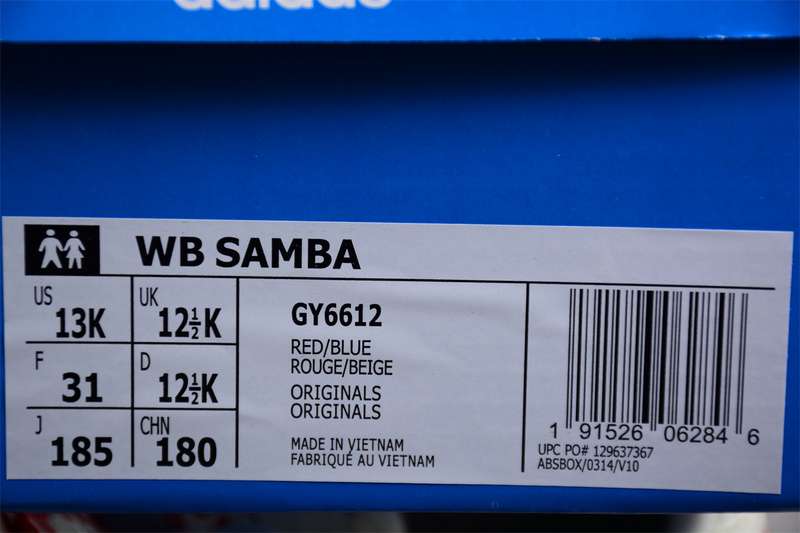 adidas
WB SAMBA
US 13K UK 12½K
F 31 D 12½K
J 185 CHN 180
GY6612
RED/BLUE
ROUGE/BEIGE
ORIGINALS
ORIGINALS
MADE IN VIETNAM
FABRIQUÉ AU VIETNAM
1 91526 06284 6
UPC PO# 129637367
ABSBOX/0314/V10